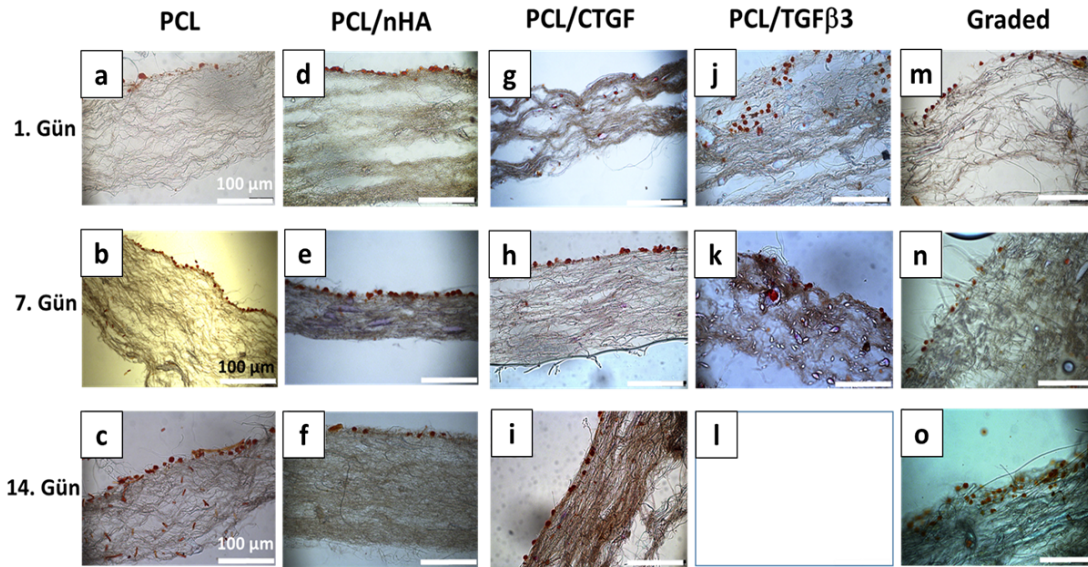 PCL PCL/nHA PCL/CTGF PCL/TGFβ3 Graded
1. Gün a d g j m
100 µm
7. Gün b e h k n
100 µm
14. Gün c f i l o
100 µm